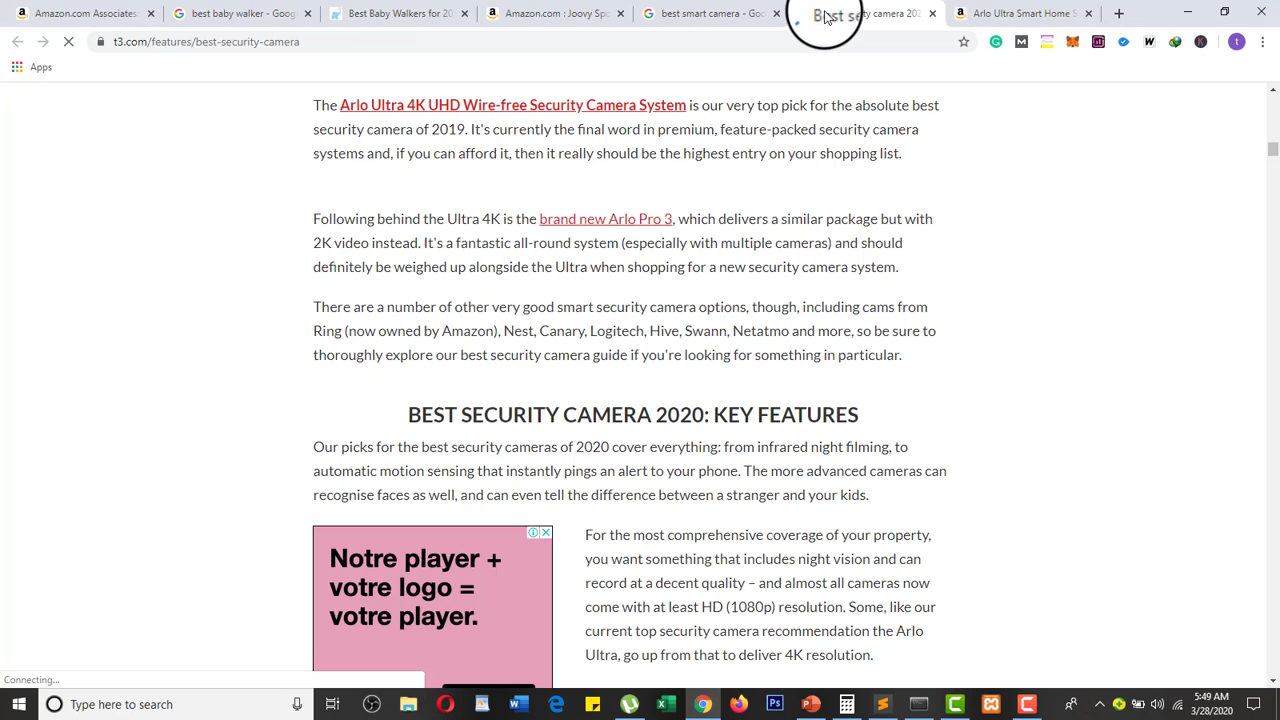 Amazon.com Associates
best baby walker - Goog
Best Baby Walkers for 20
Amazon.com : Joovy Spo
best smart camera - Goo
Best se
ty camera 202
Arlo Ultra Smart Home S
t3.com/features/best-security-camera
Apps
The Arlo Ultra 4K UHD Wire-free Security Camera System is our very top pick for the absolute best
security camera of 2019. It's currently the final word in premium, feature-packed security camera
systems and, if you can afford it, then it really should be the highest entry on your shopping list.
Following behind the Ultra 4K is the brand new Arlo Pro 3, which delivers a similar package but with
2K video instead. It's a fantastic all-round system (especially with multiple cameras) and should
definitely be weighed up alongside the Ultra when shopping for a new security camera system.
There are a number of other very good smart security camera options, though, including cams from
Ring (now owned by Amazon), Nest, Canary, Logitech, Hive, Swann, Netatmo and more, so be sure to
thoroughly explore our best security camera guide if you're looking for something in particular.
BEST SECURITY CAMERA 2020: KEY FEATURES
Our picks for the best security cameras of 2020 cover everything: from infrared night filming, to
automatic motion sensing that instantly pings an alert to your phone. The more advanced cameras can
recognise faces as well, and can even tell the difference between a stranger and your kids.
Notre player +
votre logo =
votre player.
For the most comprehensive coverage of your property,
you want something that includes night vision and can
record at a decent quality – and almost all cameras now
come with at least HD (1080p) resolution. Some, like our
current top security camera recommendation the Arlo
Ultra, go up from that to deliver 4K resolution.
Connecting...
Type here to search
5:49 AM
3/28/2020